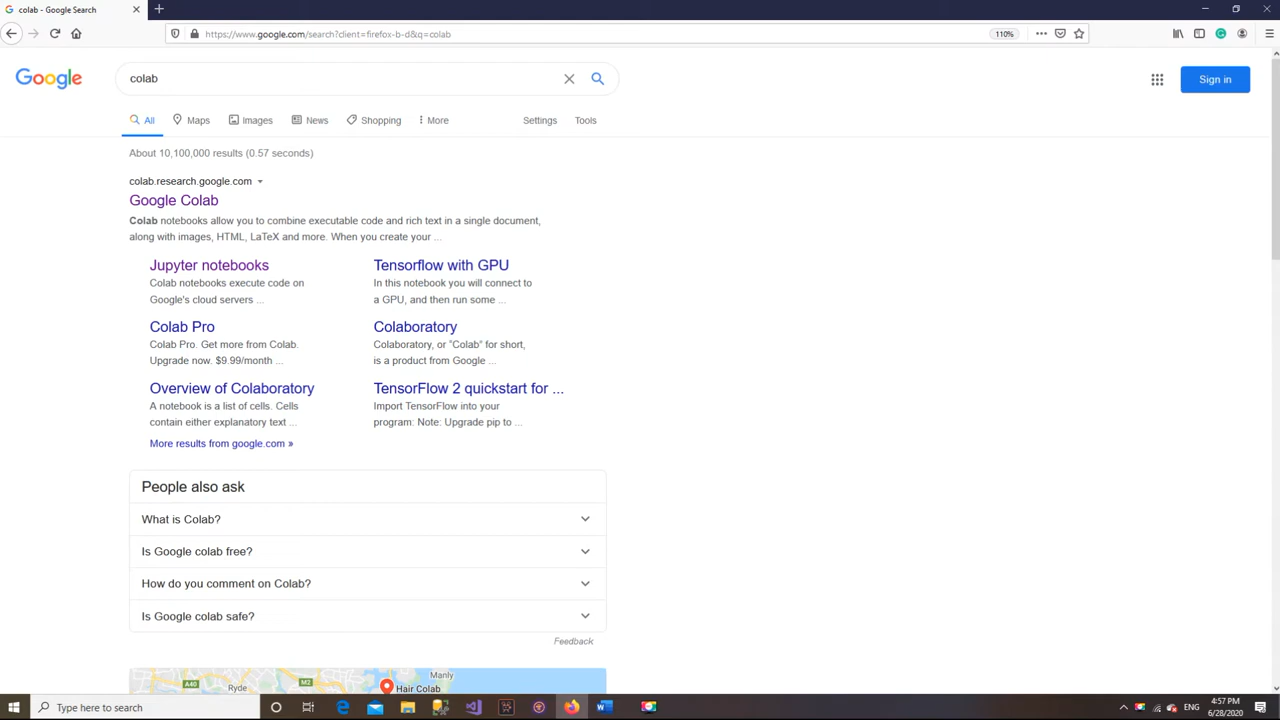 colab - Google Search
https://www.google.com/search?client=firefox-b-d&q=colab
110%
Google
colab
Sign in
All
Maps
Images
News
Shopping
More
Settings
Tools
About 10,100,000 results (0.57 seconds)
colab.research.google.com
Google Colab
Colab notebooks allow you to combine executable code and rich text in a single document,
along with images, HTML, LaTeX and more. When you create your ...
Jupyter notebooks
Colab notebooks execute code on
Google's cloud servers ...
Tensorflow with GPU
In this notebook you will connect to
a GPU, and then run some ...
Colab Pro
Colab Pro. Get more from Colab.
Upgrade now. $9.99/month ...
Colaboratory
Colaboratory, or "Colab" for short,
is a product from Google ...
Overview of Colaboratory
A notebook is a list of cells. Cells
contain either explanatory text ...
TensorFlow 2 quickstart for ...
Import TensorFlow into your
program: Note: Upgrade pip to ...
More results from google.com »
People also ask
What is Colab?
Is Google colab free?
How do you comment on Colab?
Is Google colab safe?
Feedback
Manly
A40
M2
Ryde
Hair Colab
Type here to search
ENG
4:57 PM
6/28/2020